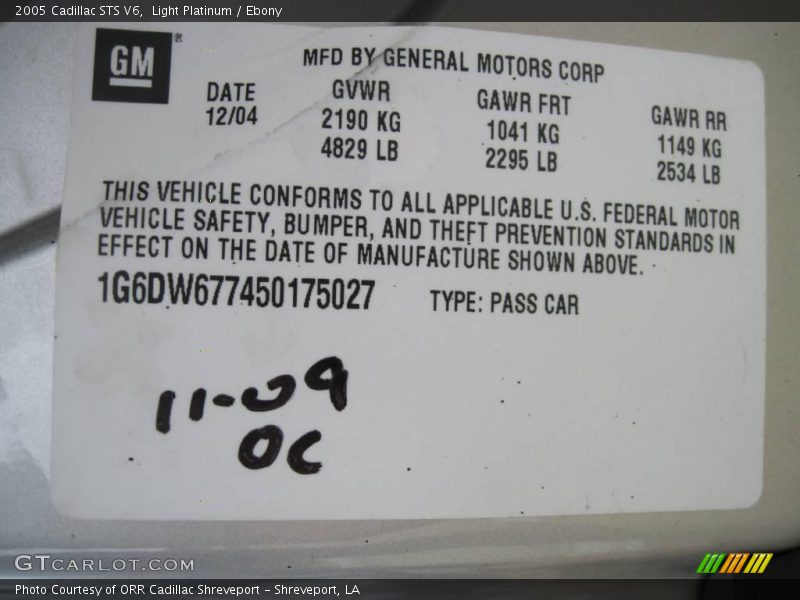 2005 Cadillac STS V6, Light Platinum / Ebony
GM®
MFD BY GENERAL MOTORS CORP
DATE GVWR GAWR FRT GAWR RR
12/04 2190 KG 1041 KG 1149 KG
4829 LB 2295 LB 2534 LB
THIS VEHICLE CONFORMS TO ALL APPLICABLE U.S. FEDERAL MOTOR
VEHICLE SAFETY, BUMPER, AND THEFT PREVENTION STANDARDS IN
EFFECT ON THE DATE OF MANUFACTURE SHOWN ABOVE.
1G6DW677450175027 TYPE: PASS CAR
11-09
OC
GTCARLOT.COM
Photo Courtesy of ORR Cadillac Shreveport - Shreveport, LA